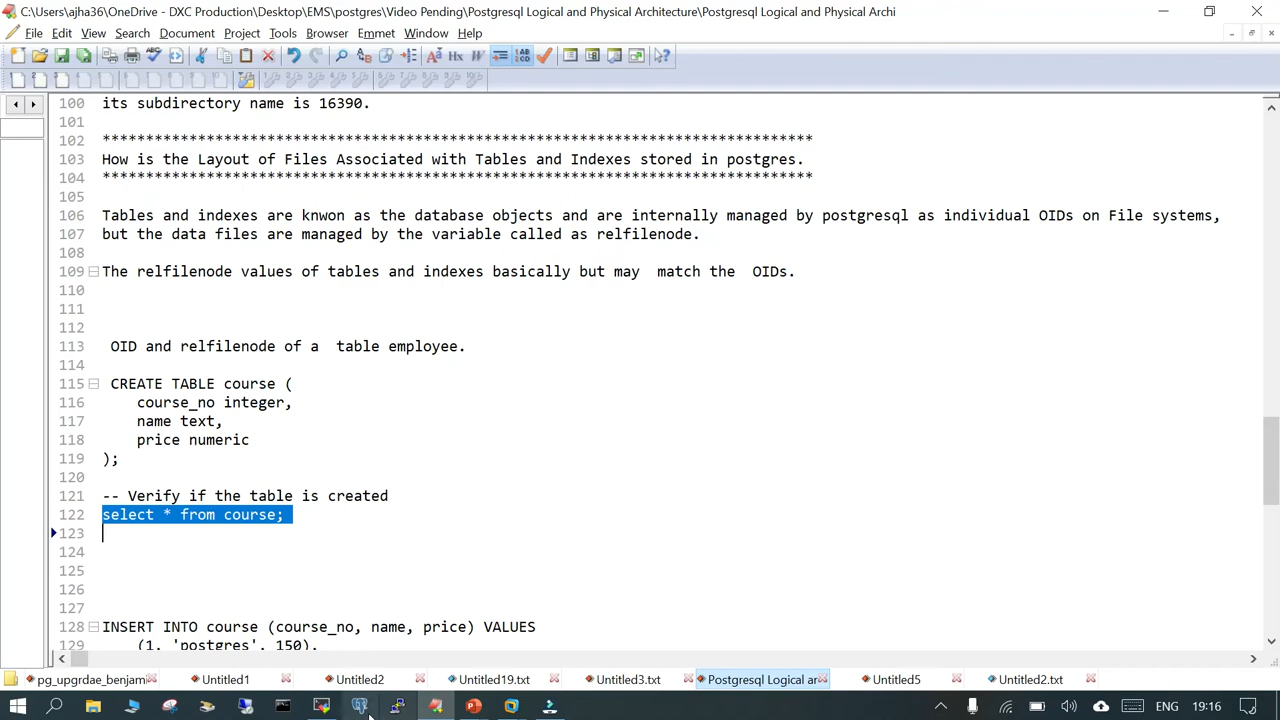 C:\Users\ajha36\OneDrive - DXC Production\Desktop\EMS\postgres\Video Pending\Postgresql Logical and Physical Architecture\Postgresql Logical and Physical Archi
File Edit View Search Document Project Tools Browser Emmet Window Help
100 its subdirectory name is 16390.
101
102 **********************************************************************************
103 How is the Layout of Files Associated with Tables and Indexes stored in postgres.
104 **********************************************************************************
105
106 Tables and indexes are knwon as the database objects and are internally managed by postgresql as individual OIDs on File systems,
107 but the data files are managed by the variable called as relfilenode.
108
109 The relfilenode values of tables and indexes basically but may  match the  OIDs.
110
111
112
113  OID and relfilenode of a  table employee.
114
115  CREATE TABLE course (
116     course_no integer,
117     name text,
118     price numeric
119 );
120
121 -- Verify if the table is created
122 select * from course;
123
124
125
126
127
128 INSERT INTO course (course_no, name, price) VALUES
129     (1, 'postgres', 150),
pg_upgrdae_benjam Untitled1 Untitled2 Untitled19.txt Untitled3.txt Postgresql Logical ar Untitled5 Untitled2.txt
ENG 19:16